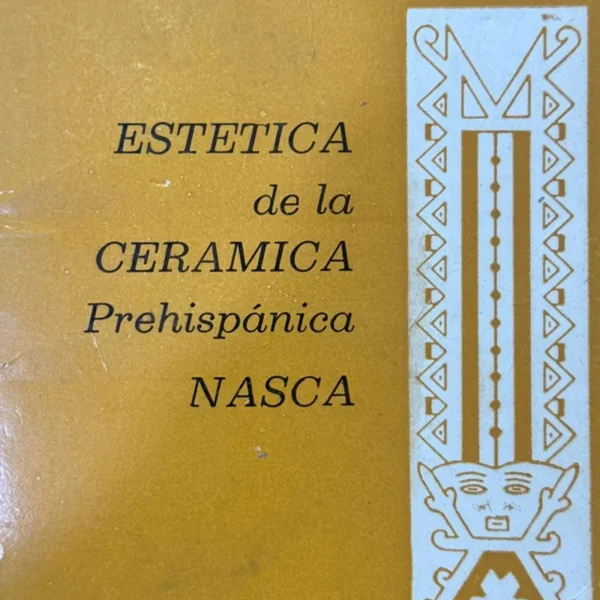 ESTETICA
de la
CERAMICA
Prehispánica
NASCA